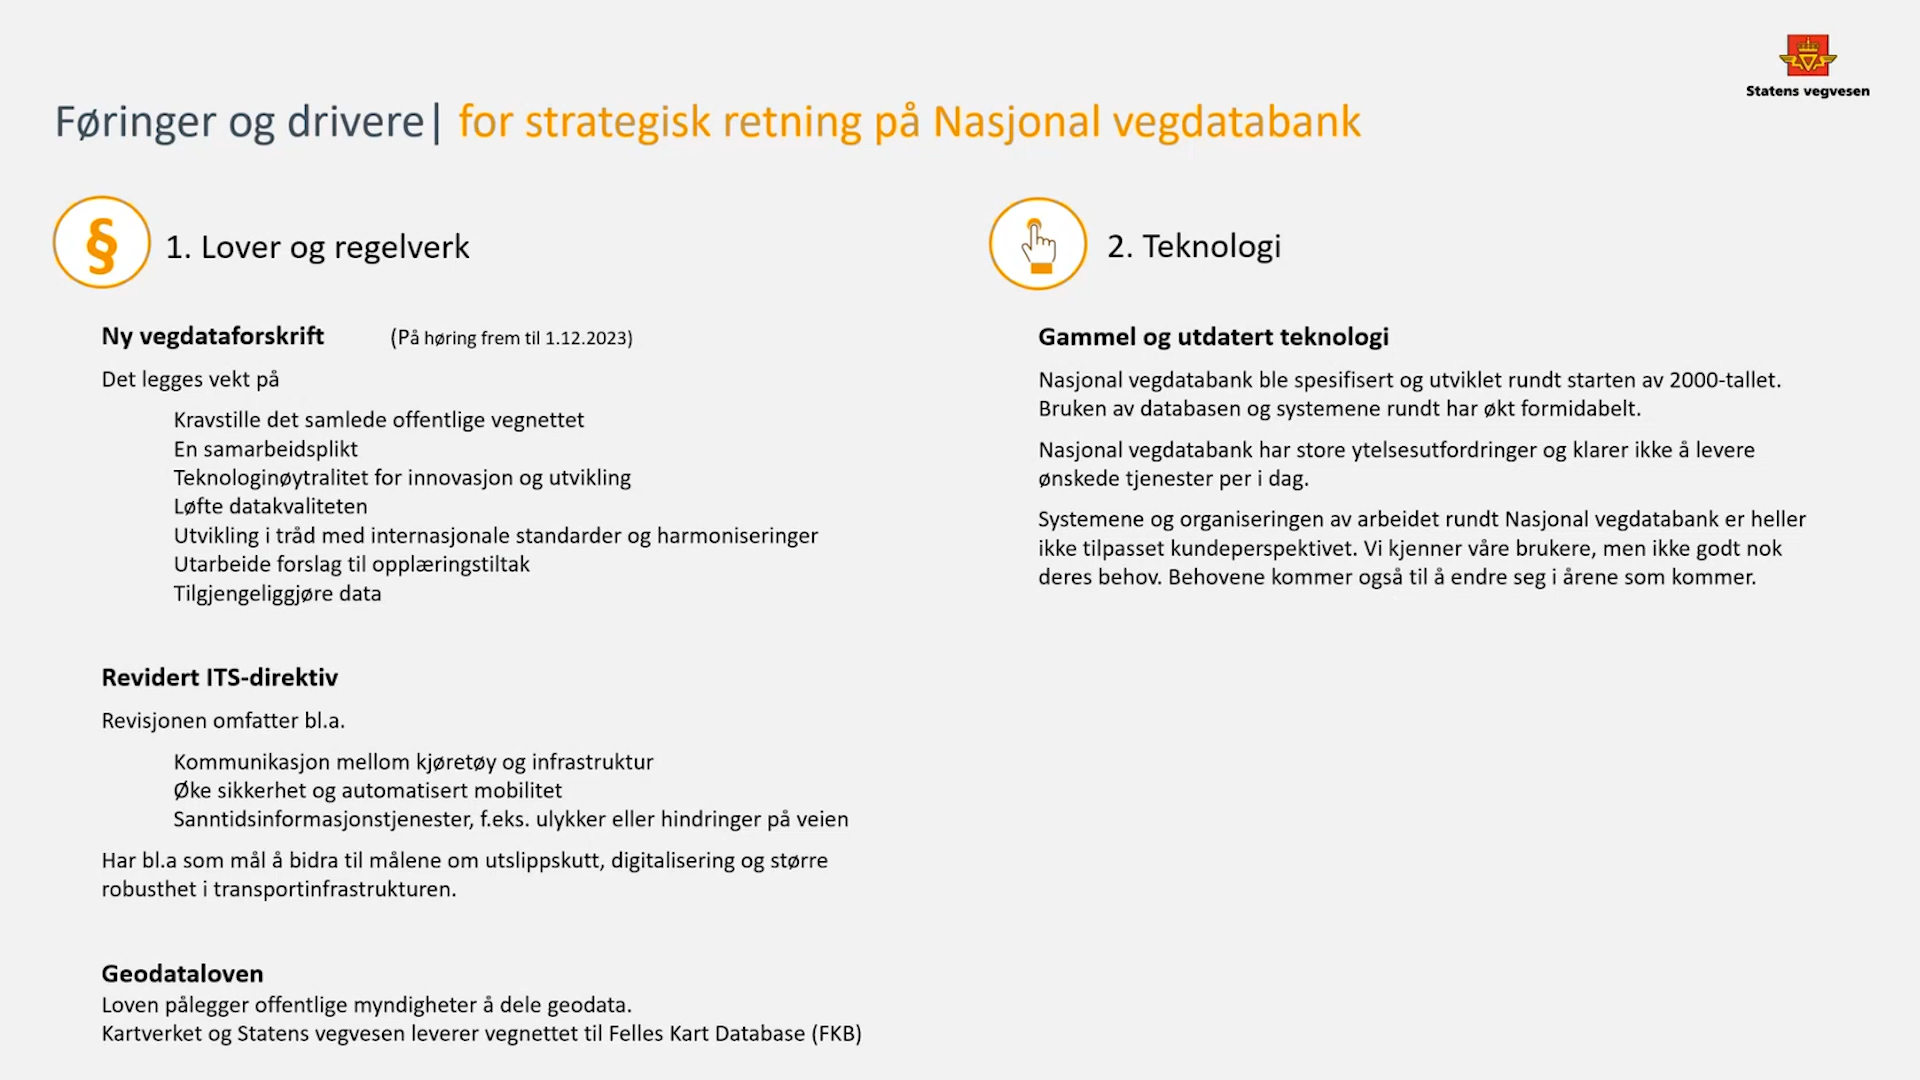 Statens vegvesen
Føringer og drivere| for strategisk retning på Nasjonal vegdatabank
§
1. Lover og regelverk
Ny vegdataforskrift (På høring frem til 1.12.2023)
Det legges vekt på
Kravstille det samlede offentlige vegnettet
En samarbeidsplikt
Teknologinøytralitet for innovasjon og utvikling
Løfte datakvaliteten
Utvikling i tråd med internasjonale standarder og harmoniseringer
Utarbeide forslag til opplæringstiltak
Tilgjengeliggjøre data
Revidert ITS-direktiv
Revisjonen omfatter bl.a.
Kommunikasjon mellom kjøretøy og infrastruktur
Øke sikkerhet og automatisert mobilitet
Sanntidsinformasjonstjenester, f.eks. ulykker eller hindringer på veien
Har bl.a som mål å bidra til målene om utslippskutt, digitalisering og større
robusthet i transportinfrastrukturen.
Geodataloven
Loven pålegger offentlige myndigheter å dele geodata.
Kartverket og Statens vegvesen leverer vegnettet til Felles Kart Database (FKB)
2. Teknologi
Gammel og utdatert teknologi
Nasjonal vegdatabank ble spesifisert og utviklet rundt starten av 2000-tallet.
Bruken av databasen og systemene rundt har økt formidabelt.
Nasjonal vegdatabank har store ytelsesutfordringer og klarer ikke å levere
ønskede tjenester per i dag.
Systemene og organiseringen av arbeidet rundt Nasjonal vegdatabank er heller
ikke tilpasset kundeperspektivet. Vi kjenner våre brukere, men ikke godt nok
deres behov. Behovene kommer også til å endre seg i årene som kommer.